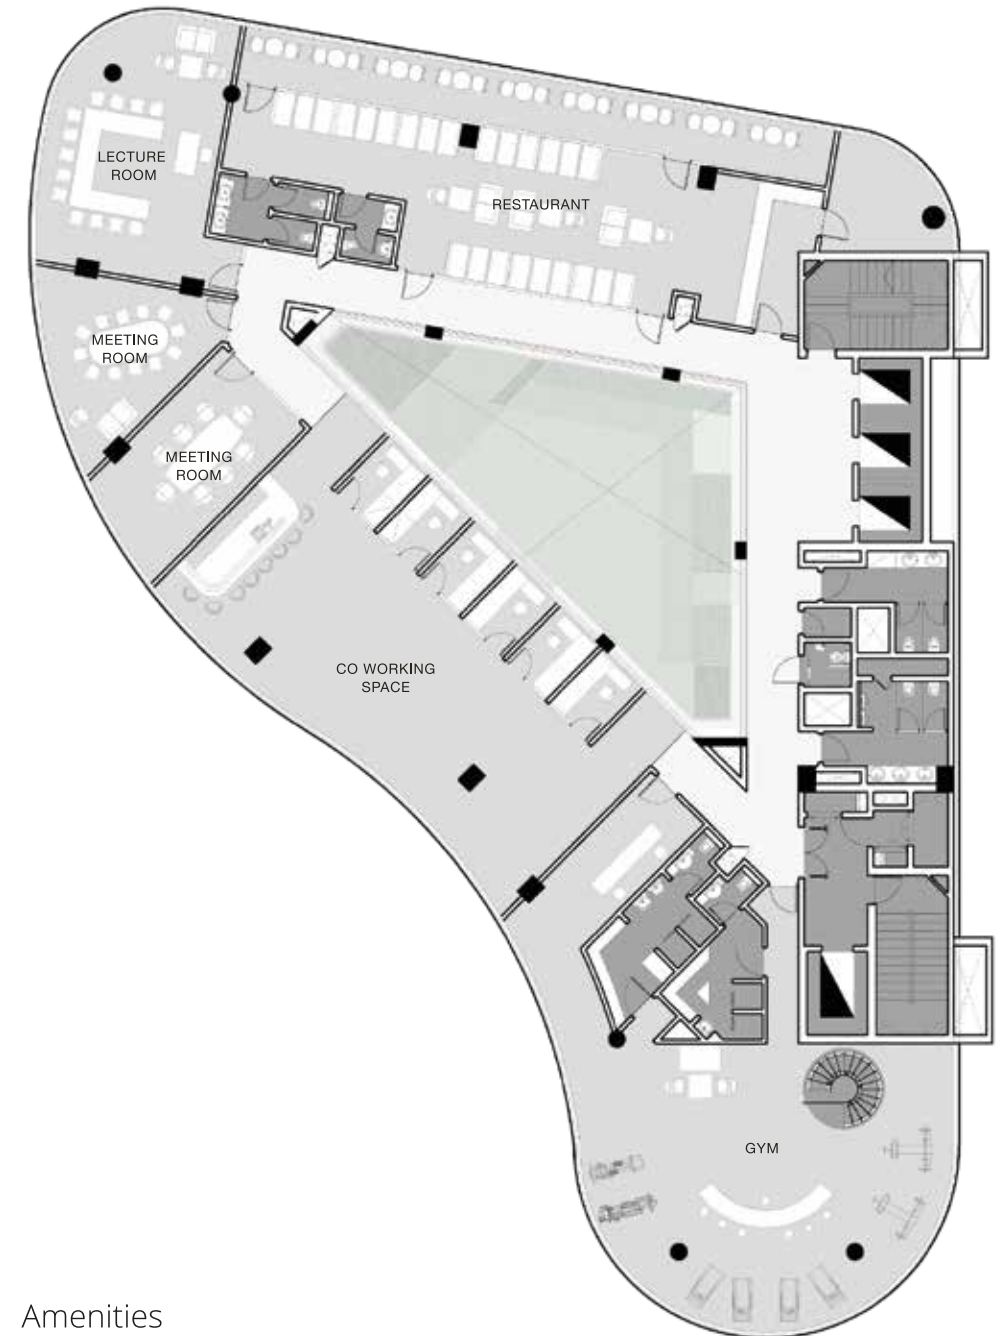 LECTURE
ROOM
RESTAURANT
MEETING
ROOM
MEETING
ROOM
CO WORKING
SPACE
GYM
Amenities